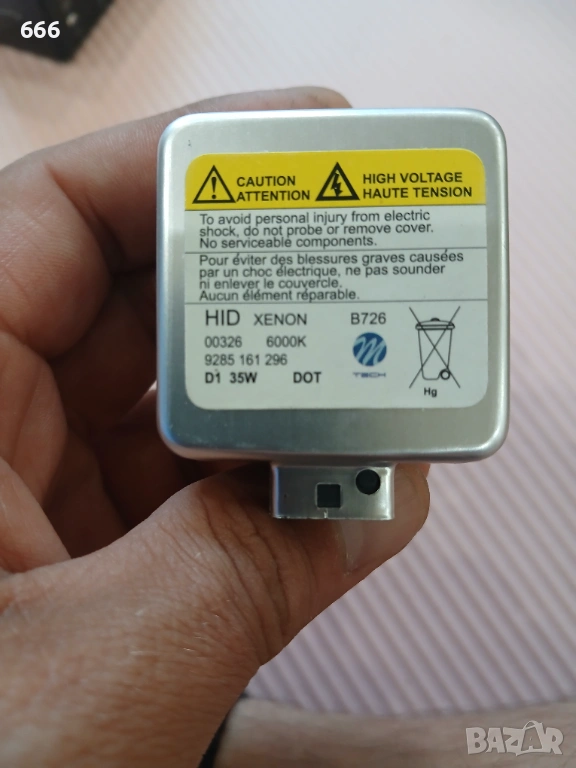 666
CAUTION
ATTENTION
HIGH VOLTAGE
HAUTE TENSION
To avoid personal injury from electric
shock, do not probe or remove cover.
No serviceable components.
Pour éviter des blessures graves causées
par un choc électrique, ne pas sounder
ni enlever le couvercle.
Aucun élément réparable.
HID XENON B726
00326 6000K
9285 161 296
M
TECH
D1 35W DOT
Hg
BAZAR